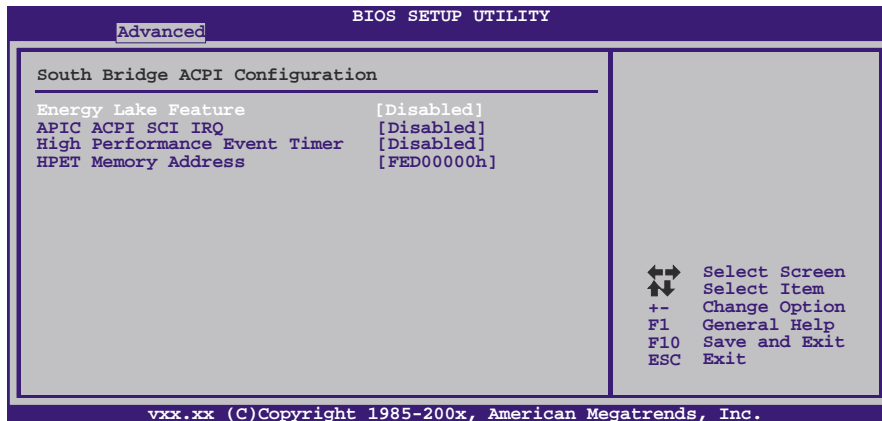 BIOS SETUP UTILITY
Advanced
South Bridge ACPI Configuration
Energy Lake Feature [Disabled]
APIC ACPI SCI IRQ [Disabled]
High Performance Event Timer [Disabled]
HPET Memory Address [FED00000h]
Select Screen
Select Item
+- Change Option
F1 General Help
F10 Save and Exit
ESC Exit
vxx.xx (C)Copyright 1985-200x, American Megatrends, Inc.